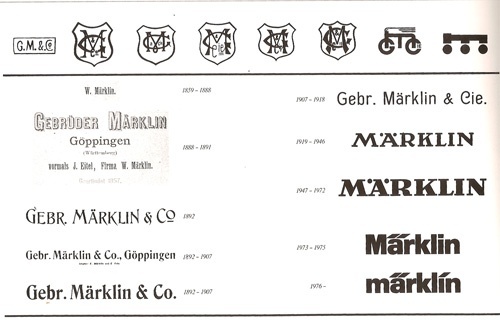 G.M.&Co
W. Märklin.
1859 – 1888
GEBRÜDER MÄRKLIN
Göppingen
(Württemberg)
vormals J. Eitel, Firma W. Märklin.
1888 – 1891
GEBR. MÄRKLIN & Co
1892
Gebr. Märklin & Co., Göppingen
1892 – 1907
Gebr. Märklin & Co.
1892 – 1907
1907 – 1918
Gebr. Märklin & Cie.
1919 – 1946
MÄRKLIN
1947 – 1972
MÄRKLIN
1973 – 1975
Märklin
1976 –
märklín